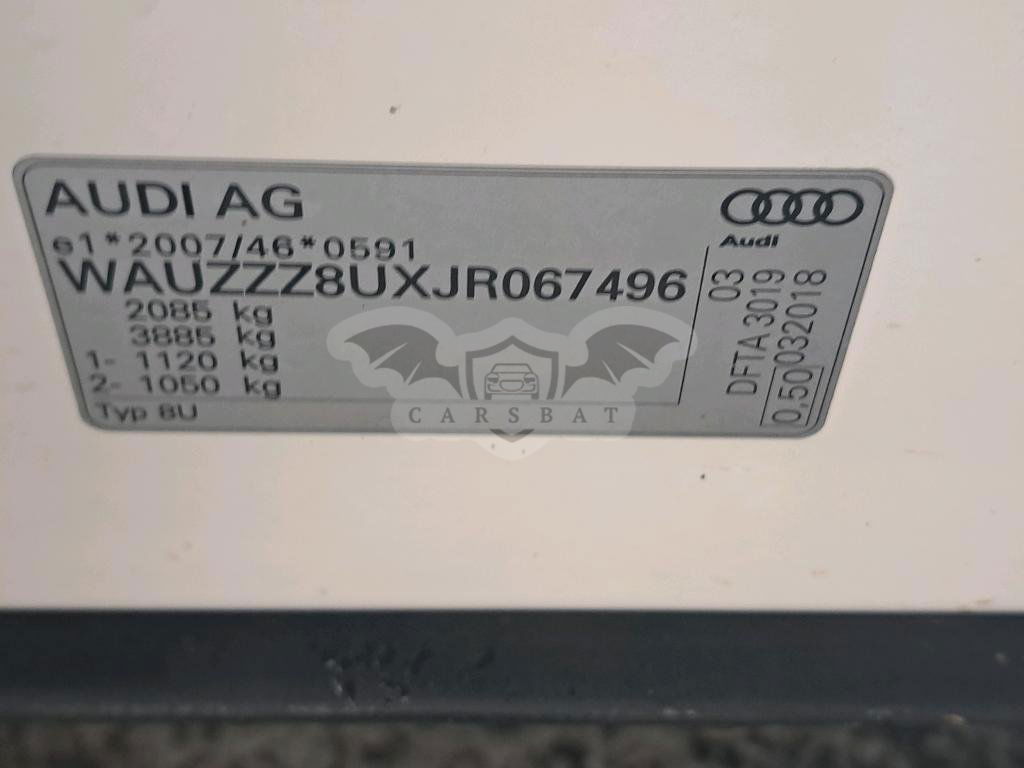 AUDI AG
Audi
e1*2007/46*0591
WAUZZZ8UXJR067496
2085 kg
3885 kg
1- 1120 kg
2- 1050 kg
Typ 8U
03
DFTA 3019
0,50 032018
CARSBAT